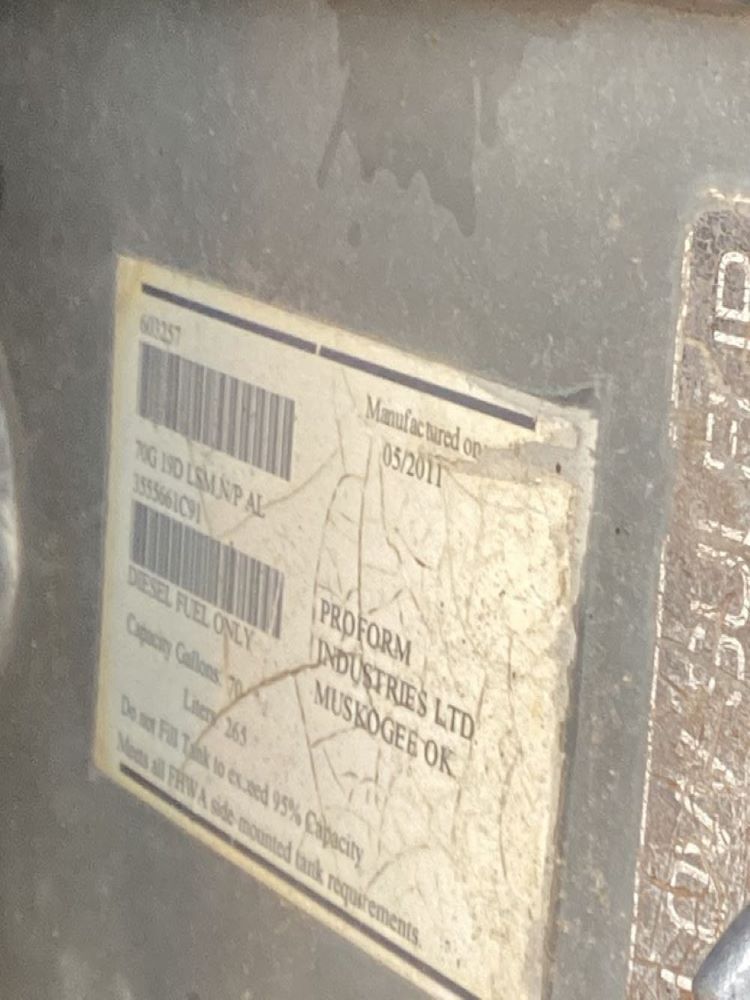 603257
Manufactured on
05/2011
70G 19D LSM N/P AL
3555661C91
DIESEL FUEL ONLY
PROFORM
INDUSTRIES LTD
MUSKOGEE OK
Capacity Gallons 70
Liters 265
Do not Fill Tank to exceed 95% Capacity
Meets all FHWA side mounted tank requirements.
LOW SULFUR